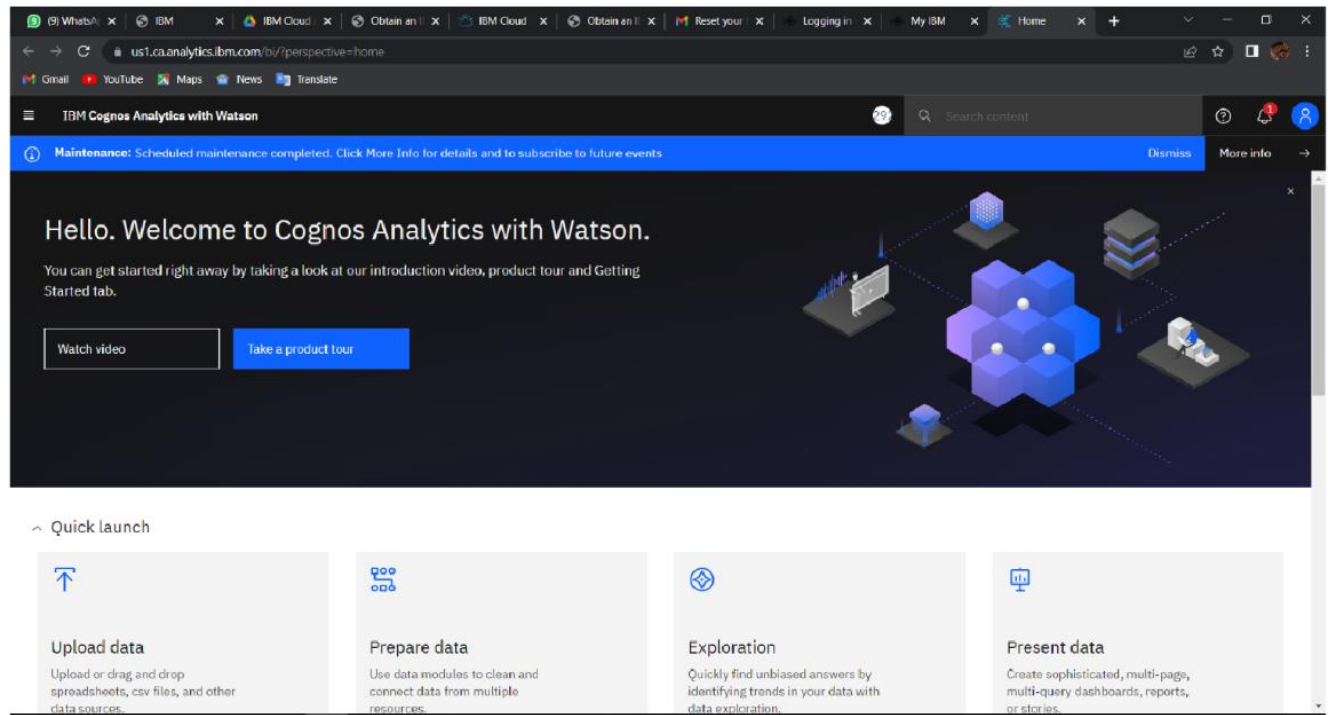 (9) WhatsA
IBM
IBM Cloud
Obtain an I
IBM Cloud
Obtain an I
Reset your
Logging in
My IBM
Home
us1.ca.analytics.ibm.com/bi/?perspective=home
Gmail
YouTube
Maps
News
Translate
IBM Cognos Analytics with Watson
29
Search content
1
Maintenance: Scheduled maintenance completed. Click More Info for details and to subscribe to future events
Dismiss
More info
Hello. Welcome to Cognos Analytics with Watson.
You can get started right away by taking a look at our introduction video, product tour and Getting
Started tab.
Watch video
Take a product tour
Quick launch
Upload data
Upload or drag and drop
spreadsheets, csv files, and other
data sources.
Prepare data
Use data modules to clean and
connect data from multiple
resources.
Exploration
Quickly find unbiased answers by
identifying trends in your data with
data exploration.
Present data
Create sophisticated, multi-page,
multi-query dashboards, reports,
or stories.